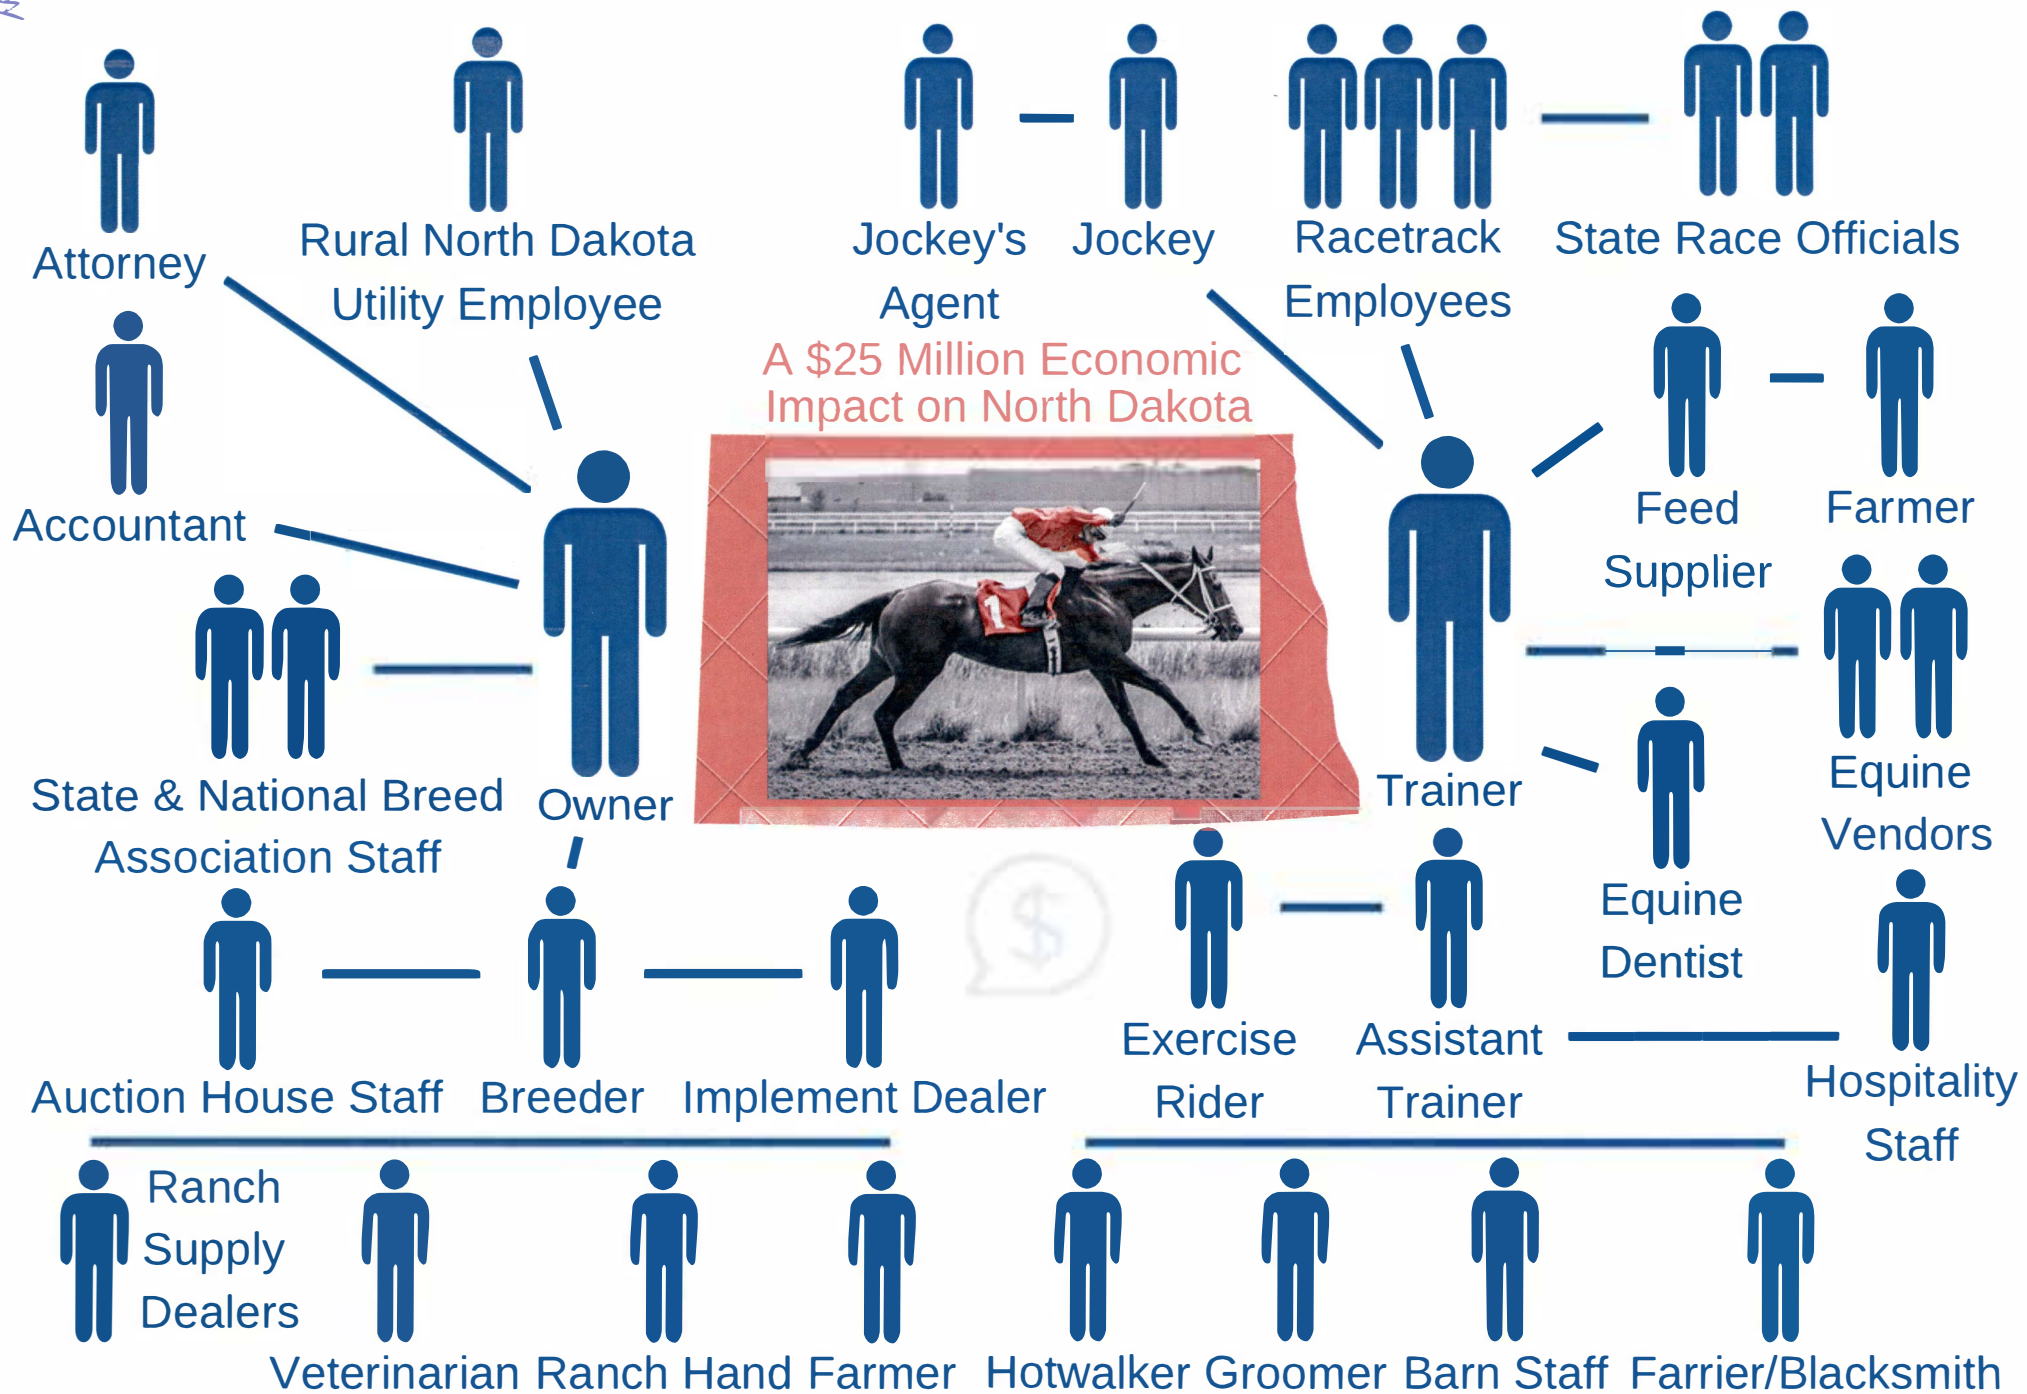 Attorney
Rural North Dakota
Utility Employee
Jockey's
Agent
Jockey
Racetrack
Employees
State Race Officials
A $25 Million Economic
Impact on North Dakota
Accountant
Feed
Supplier
Farmer
1
State & National Breed
Association Staff
Owner
Trainer
Equine
Vendors
Equine
Dentist
$
Auction House Staff
Breeder
Implement Dealer
Exercise
Rider
Assistant
Trainer
Hospitality
Staff
Ranch
Supply
Dealers
Veterinarian
Ranch Hand
Farmer
Hotwalker
Groomer
Barn Staff
Farrier/Blacksmith